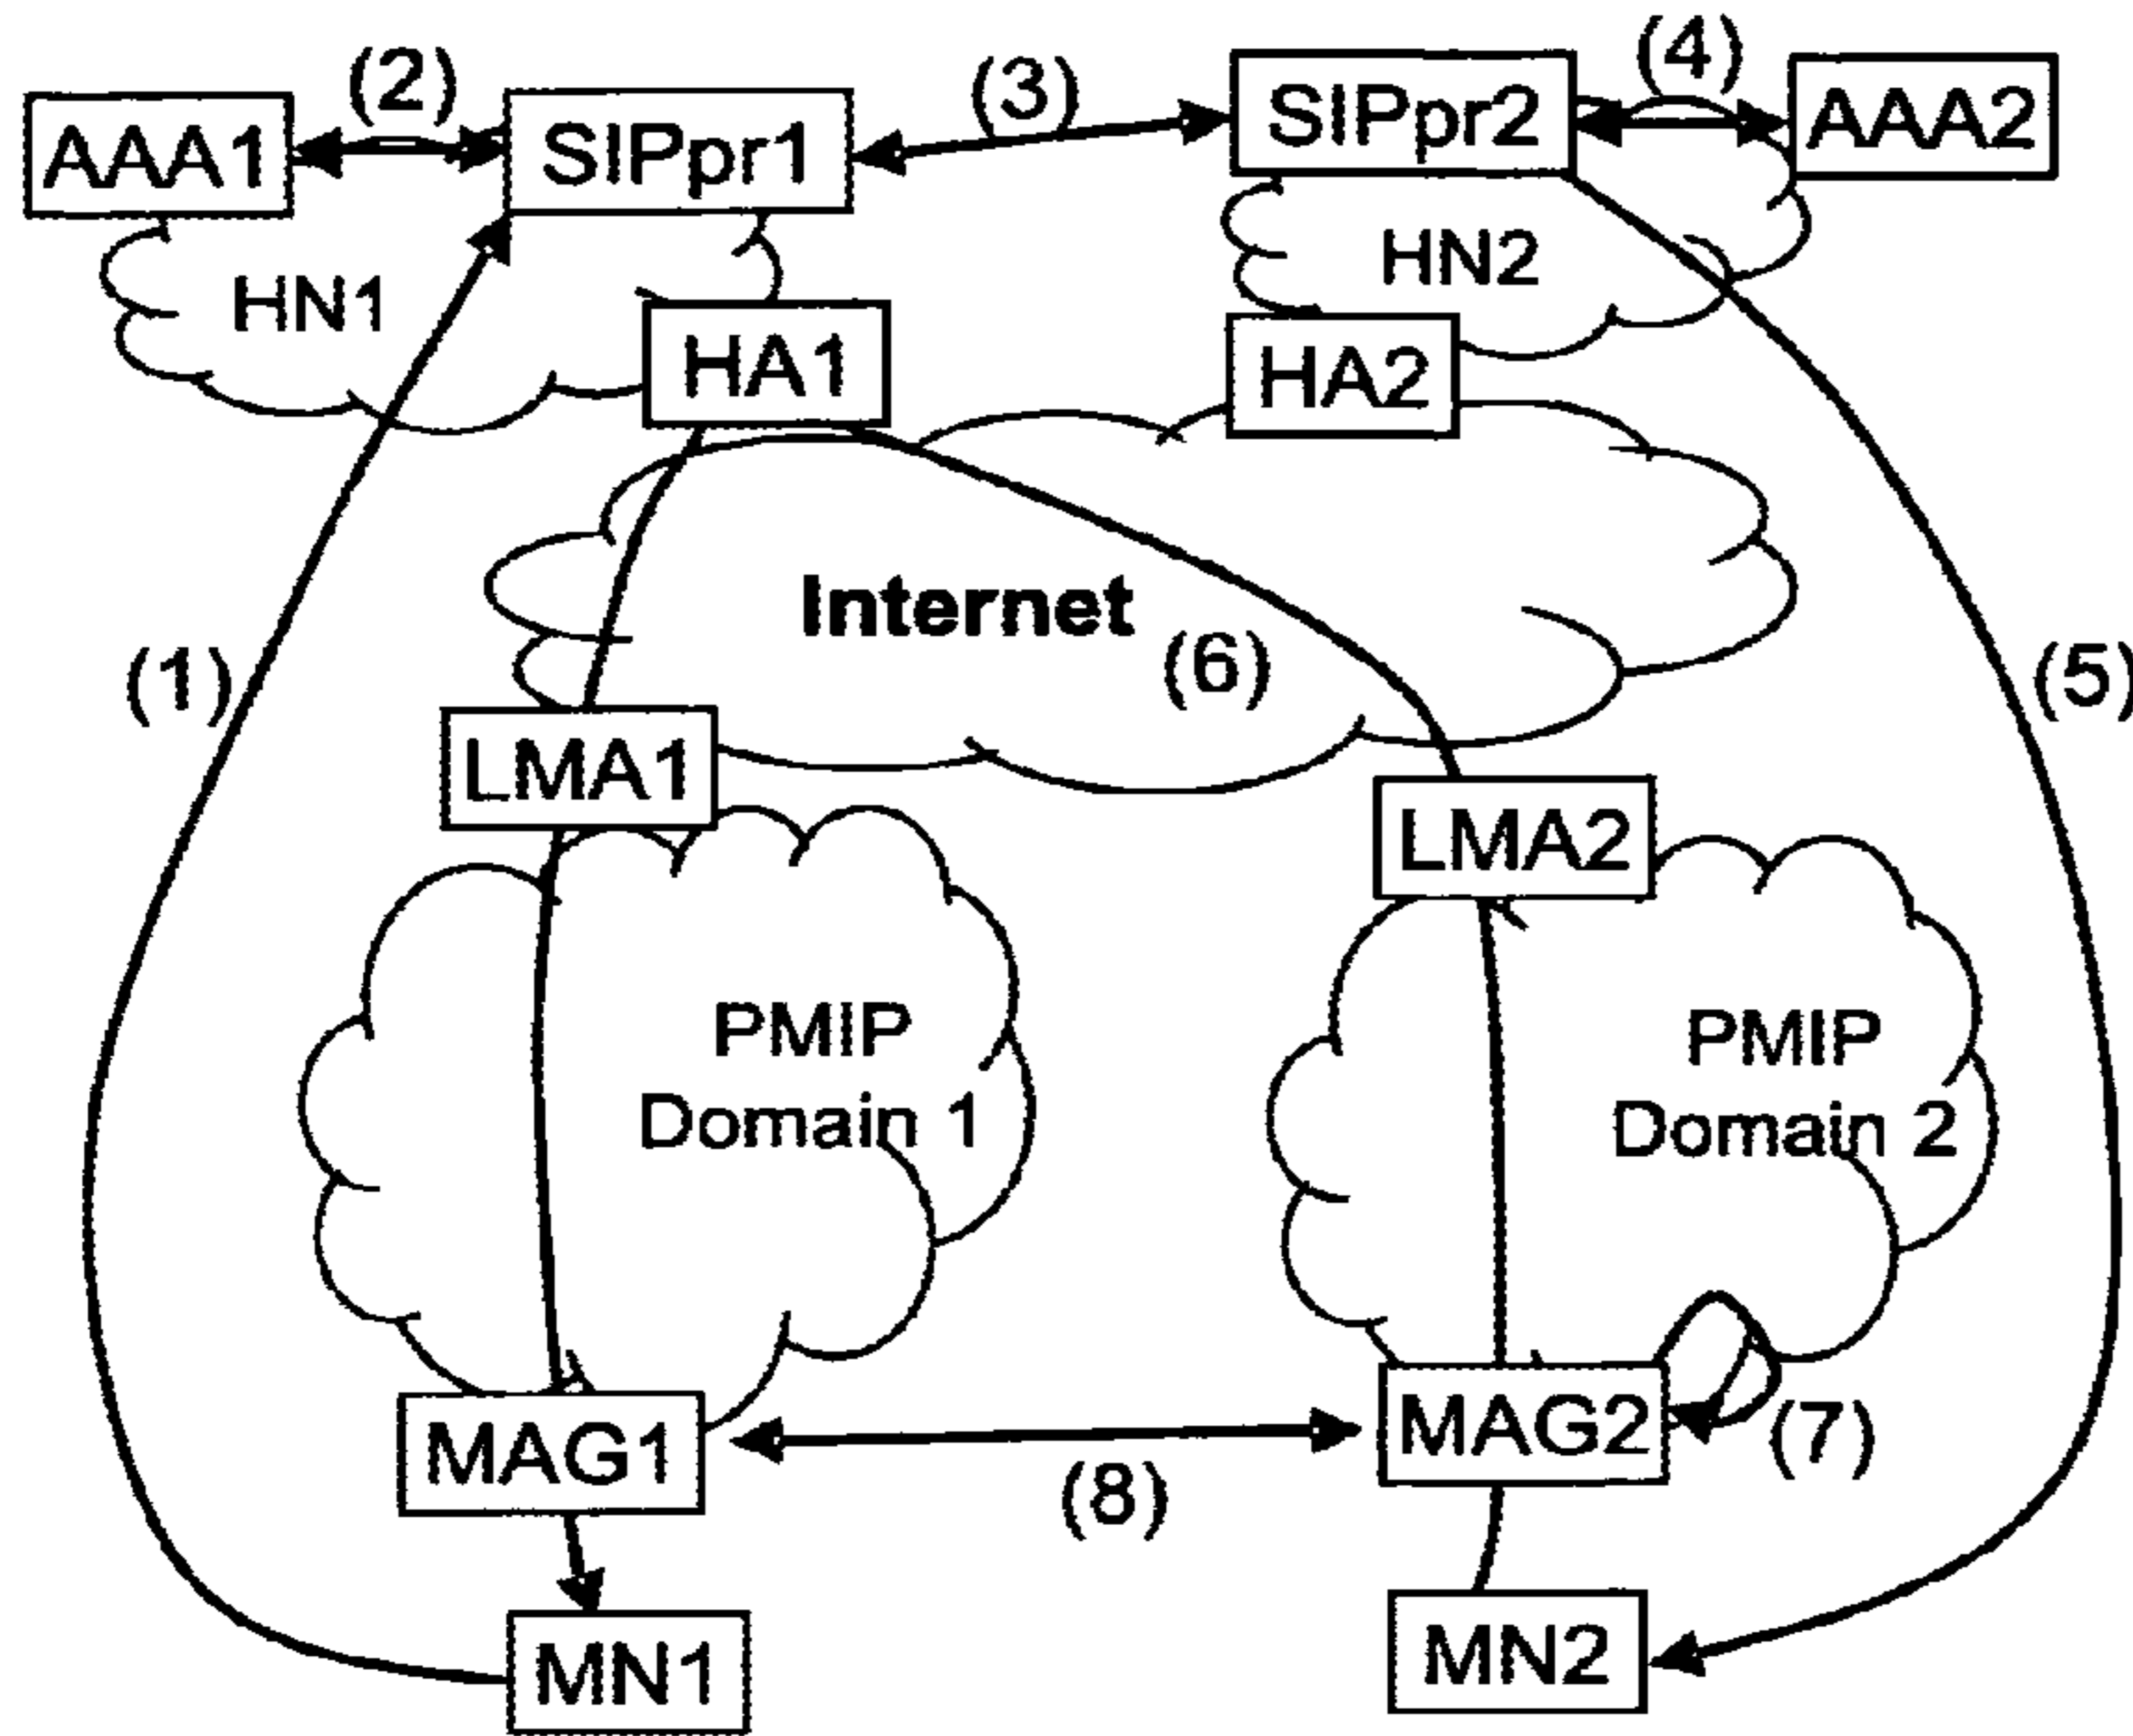 (2)
(3)
(4)
AAA1
SIPpr1
SIPpr2
AAA2
HN1
HN2
HA1
HA2
Internet
(1)
(6)
(5)
LMA1
LMA2
PMIP
Domain 1
PMIP
Domain 2
MAG1
MAG2
(7)
(8)
MN1
MN2